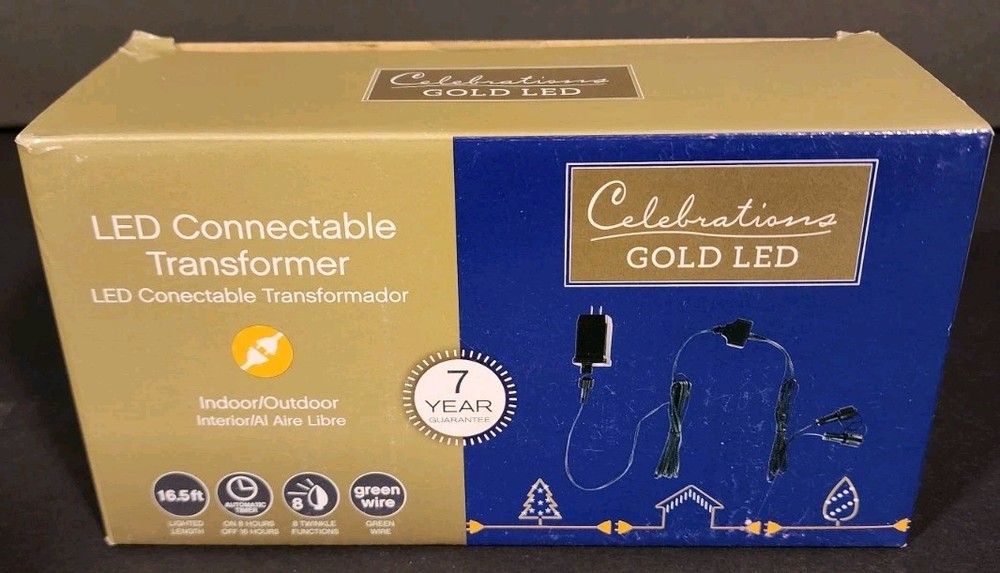 Celebrations
GOLD LED
LED Connectable
Transformer
LED Conectable Transformador
Indoor/Outdoor
Interior/Al Aire Libre
7
YEAR
GUARANTEE
16.5ft
LIGHTED
LENGTH
AUTOMATIC
TIMER
ON 8 HOURS
OFF 16 HOURS
8
8 TWINKLE
FUNCTIONS
green
wire
GREEN
WIRE
Celebrations
GOLD LED